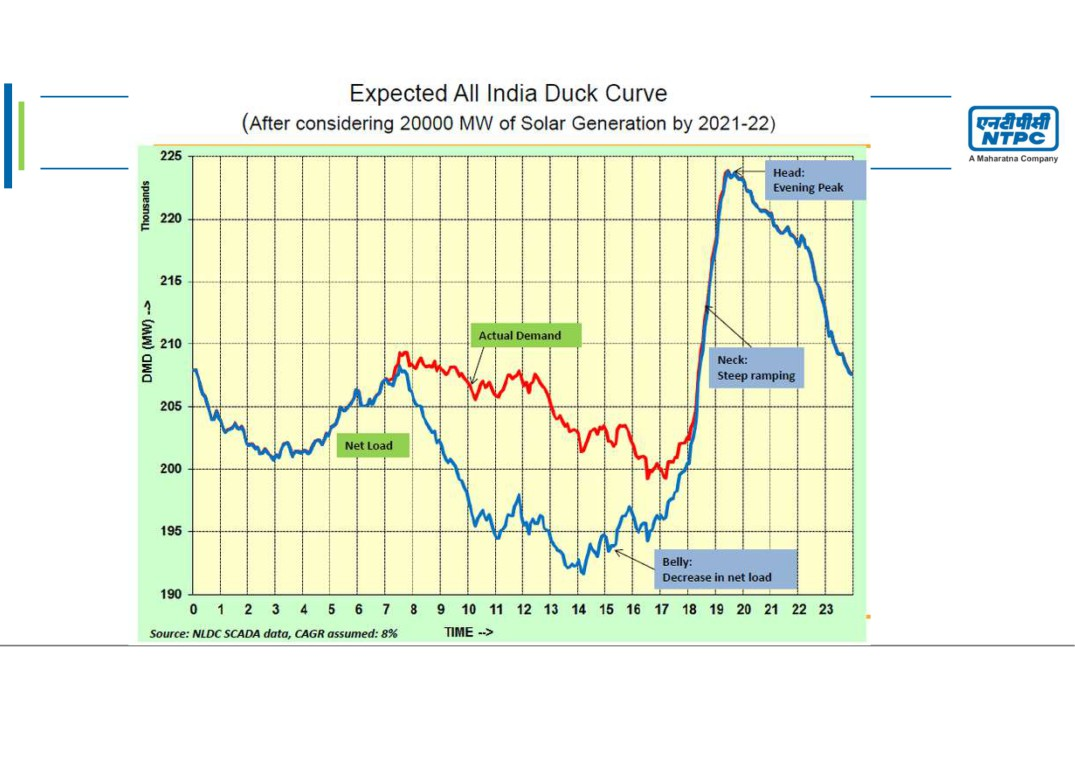 Expected All India Duck Curve
(After considering 20000 MW of Solar Generation by 2021-22)
एनटीपीसी
NTPC
A Maharatna Company
225
220
215
210
205
200
195
190
Thousands
DMD (MW) -->
Head:
Evening Peak
Actual Demand
Neck:
Steep ramping
Net Load
Belly:
Decrease in net load
0 1 2 3 4 5 6 7 8 9 10 11 12 13 14 15 16 17 18 19 20 21 22 23
Source: NLDC SCADA data, CAGR assumed: 8%
TIME -->